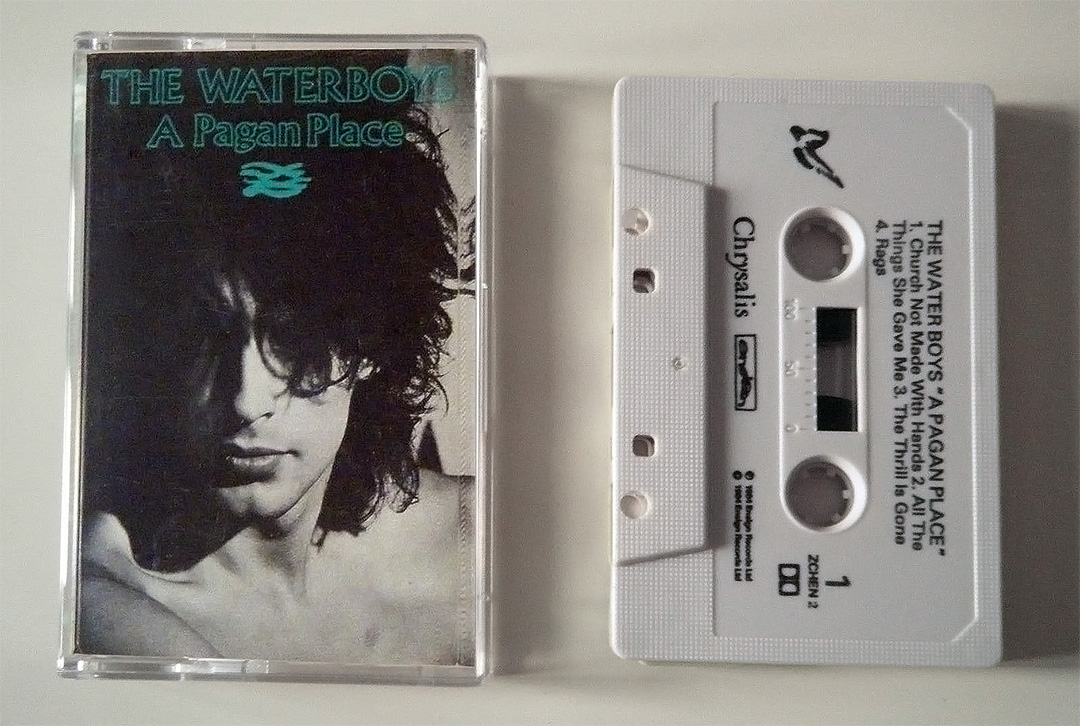 THE WATERBOYS
A Pagan Place
THE WATER BOYS "A PAGAN PLACE"
1. Church Not Made With Hands 2. All The
Things She Gave Me 3. The Thrill Is Gone
4. Rags
100
50
0
Chrysalis
ensign
℗ 1984 Ensign Records Ltd
© 1984 Ensign Records Ltd
1
ZCHEN 2